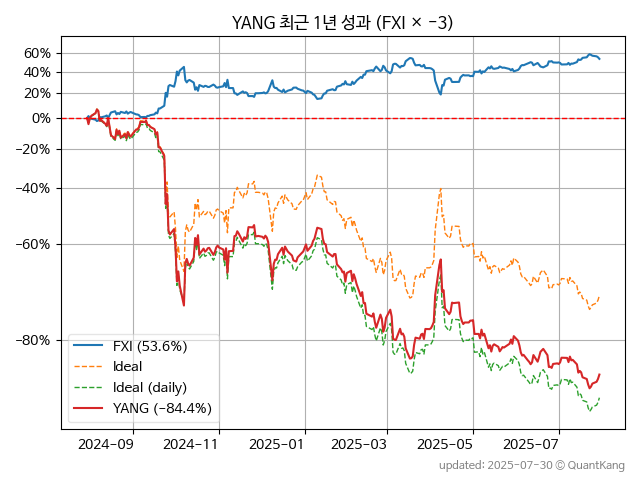 YANG 최근 1년 성과 (FXI × −3)
60%
40%
20%
0%
−20%
−40%
−60%
−80%
FXI (53.6%)
Ideal
Ideal (daily)
YANG (−84.4%)
2024−09
2024−11
2025−01
2025−03
2025−05
2025−07
updated: 2025-07-30 © QuantKang